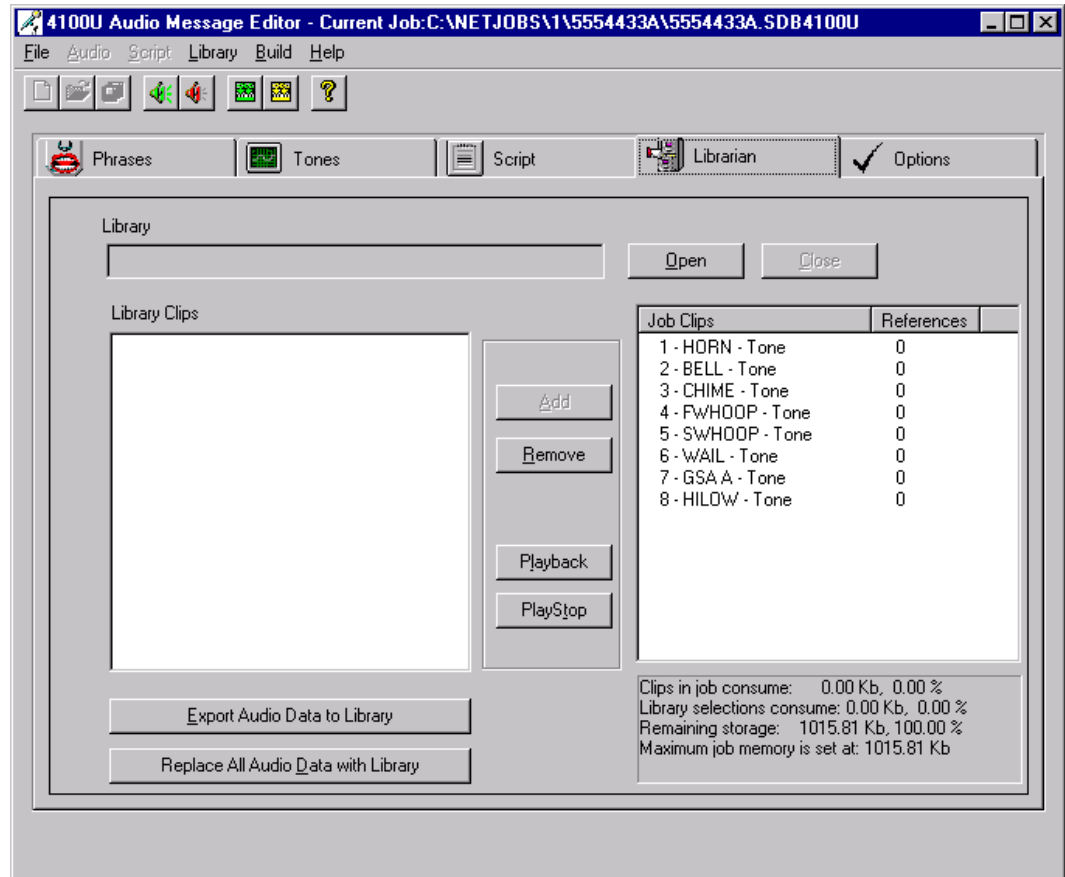 4100U Audio Message Editor - Current Job:C:\NETJOBS\1\5554433A\5554433A.SDB4100U
File Audio Script Library Build Help
Phrases Tones Script Librarian Options
Library
Open Close
Library Clips
Job Clips References
1 - HORN - Tone 0
2 - BELL - Tone 0
3 - CHIME - Tone 0
4 - FWHOOP - Tone 0
5 - SWHOOP - Tone 0
6 - WAIL - Tone 0
7 - GSA A - Tone 0
8 - HILOW - Tone 0
Add
Remove
Playback
PlayStop
Clips in job consume: 0.00 Kb, 0.00 %
Library selections consume: 0.00 Kb, 0.00 %
Remaining storage: 1015.81 Kb, 100.00 %
Maximum job memory is set at: 1015.81 Kb
Export Audio Data to Library
Replace All Audio Data with Library